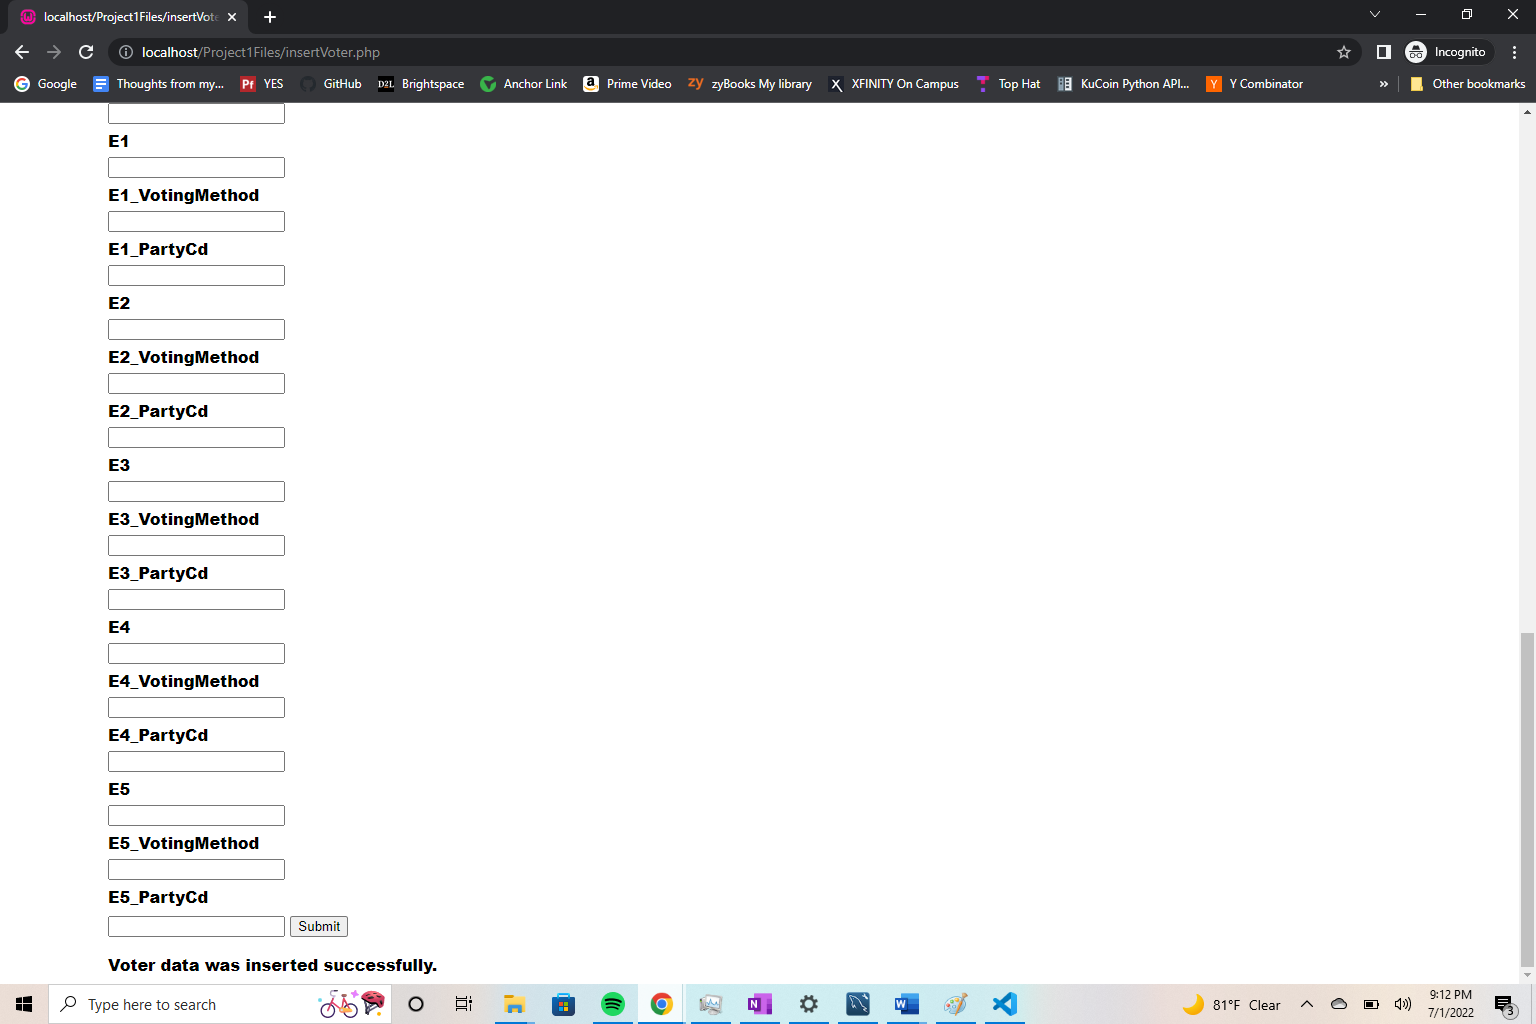 localhost/Project1Files/insertVote
localhost/Project1Files/insertVoter.php
Incognito
Google
Thoughts from my...
Pf YES
GitHub
D2L Brightspace
Anchor Link
a Prime Video
zy zyBooks My library
X XFINITY On Campus
Top Hat
KuCoin Python API...
Y Y Combinator
»
Other bookmarks
E1
E1_VotingMethod
E1_PartyCd
E2
E2_VotingMethod
E2_PartyCd
E3
E3_VotingMethod
E3_PartyCd
E4
E4_VotingMethod
E4_PartyCd
E5
E5_VotingMethod
E5_PartyCd
Submit
Voter data was inserted successfully.
Type here to search
N
W
81°F Clear
9:12 PM
7/1/2022
3